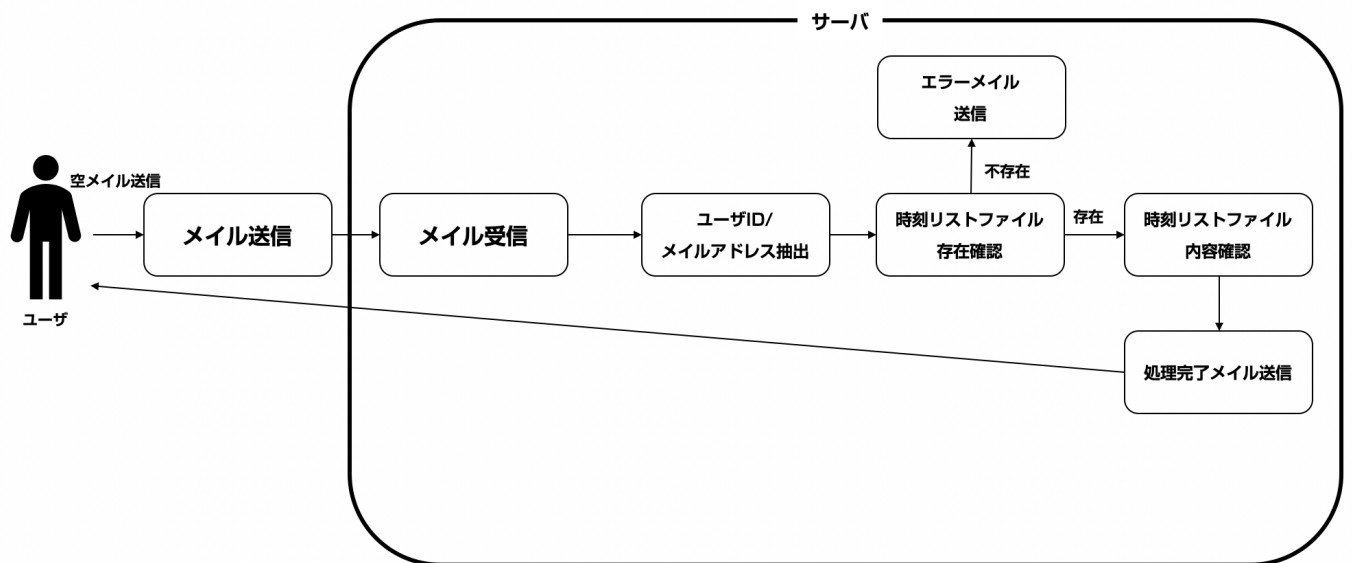 サーバ
エラーメイル
送信
不存在
空メイル送信
メイル送信
メイル受信
ユーザID/
メイルアドレス抽出
時刻リストファイル
存在確認
存在
時刻リストファイル
内容確認
ユーザ
処理完了メイル送信